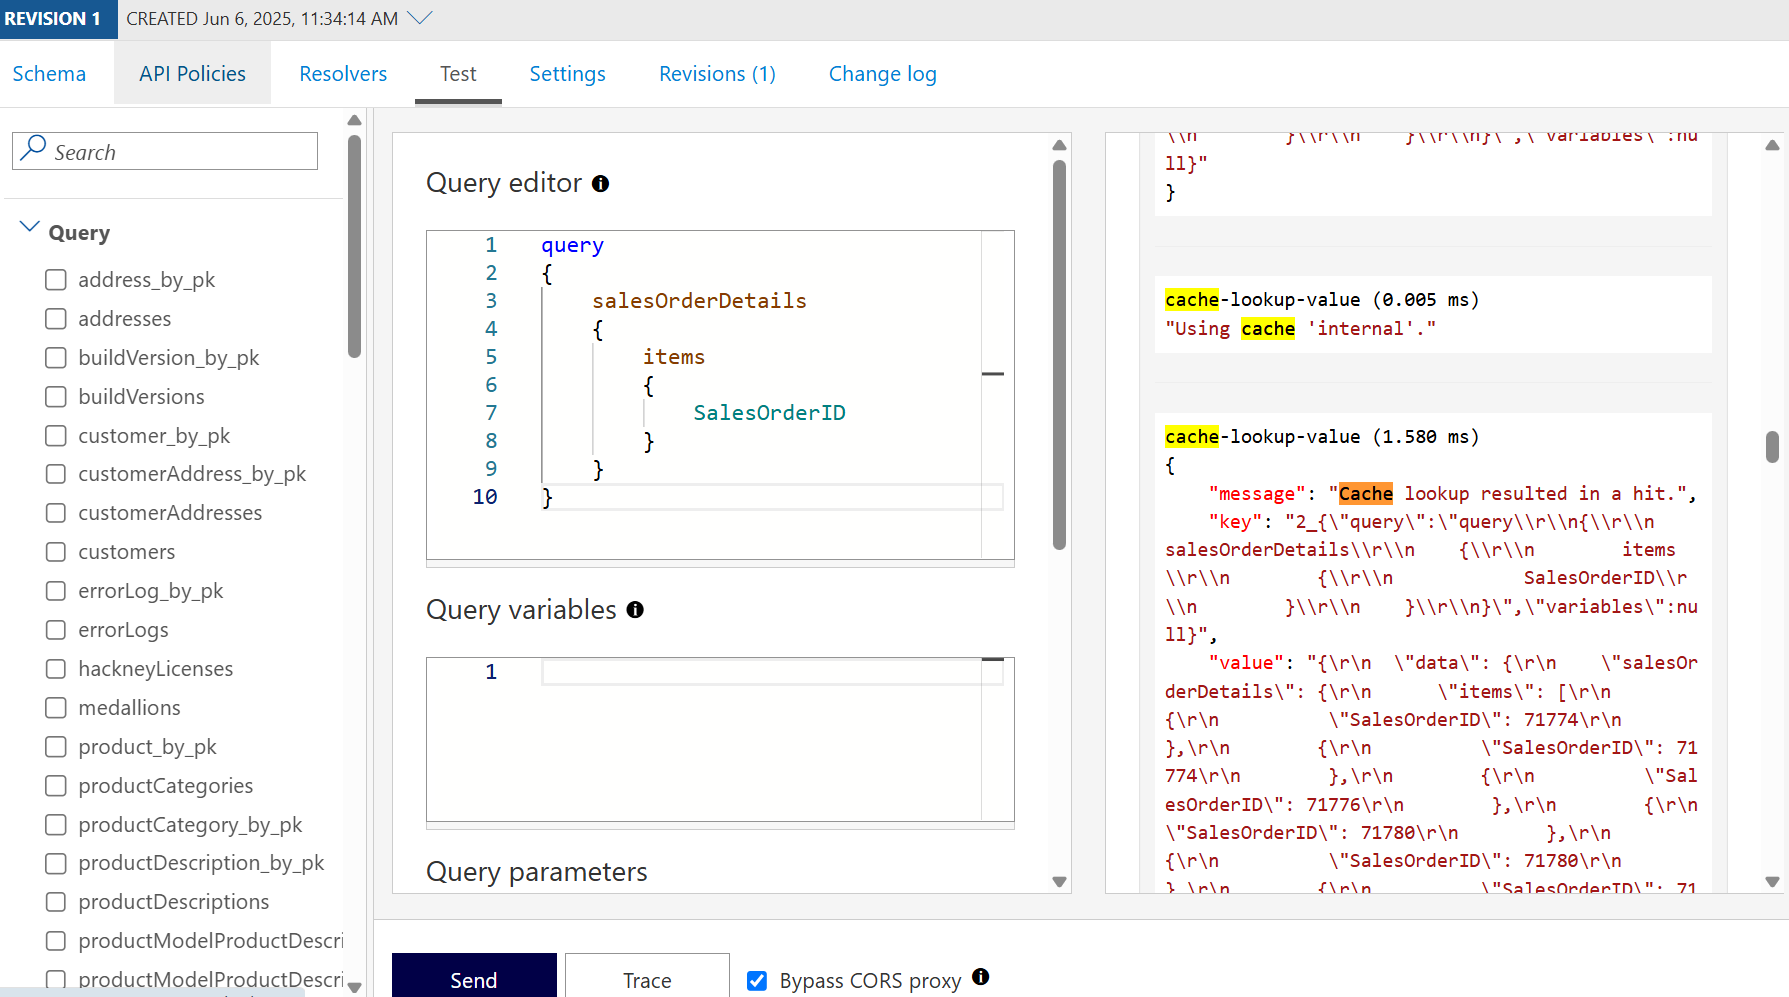 REVISION 1 CREATED Jun 6, 2025, 11:34:14 AM
Schema API Policies Resolvers Test Settings Revisions (1) Change log
Search
Query
address_by_pk
addresses
buildVersion_by_pk
buildVersions
customer_by_pk
customerAddress_by_pk
customerAddresses
customers
errorLog_by_pk
errorLogs
hackneyLicenses
medallions
product_by_pk
productCategories
productCategory_by_pk
productDescription_by_pk
productDescriptions
productModelProductDescri
productModelProductDescri
Query editor
1 query
2 {
3 salesOrderDetails
4 {
5 items
6 {
7 SalesOrderID
8 }
9 }
10 }
Query variables
1
Query parameters
Send Trace Bypass CORS proxy
\\n }\\r\\n }\\r\\n}\",\"variables\":nu
ll}"
}
cache-lookup-value (0.005 ms)
"Using cache 'internal'."
cache-lookup-value (1.580 ms)
{
"message": "Cache lookup resulted in a hit.",
"key": "2_{\"query\":\"query\\r\\n{\\r\\n
salesOrderDetails\\r\\n {\\r\\n items
\\r\\n {\\r\\n SalesOrderID\\r
\\n }\\r\\n }\\r\\n}\",\"variables\":nu
ll}",
"value": "{\r\n \"data\": {\r\n \"salesOr
derDetails\": {\r\n \"items\": [\r\n
{\r\n \"SalesOrderID\": 71774\r\n
},\r\n {\r\n \"SalesOrderID\": 71
774\r\n },\r\n {\r\n \"Sal
esOrderID\": 71776\r\n },\r\n {\r\n
\"SalesOrderID\": 71780\r\n },\r\n
{\r\n \"SalesOrderID\": 71780\r\n
},\r\n {\r\n \"SalesOrderID\": 71